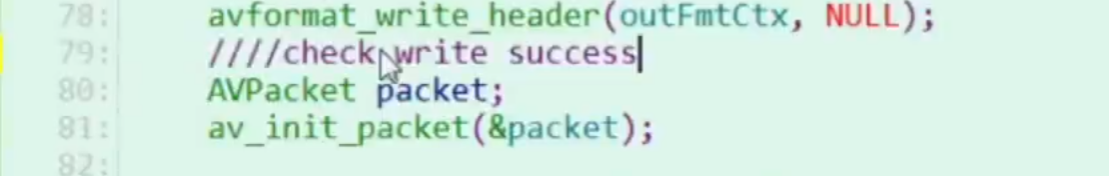 78: avformat_write_header(outFmtCtx, NULL);
79: ////check write success
80: AVPacket packet;
81: av_init_packet(&packet);
82: